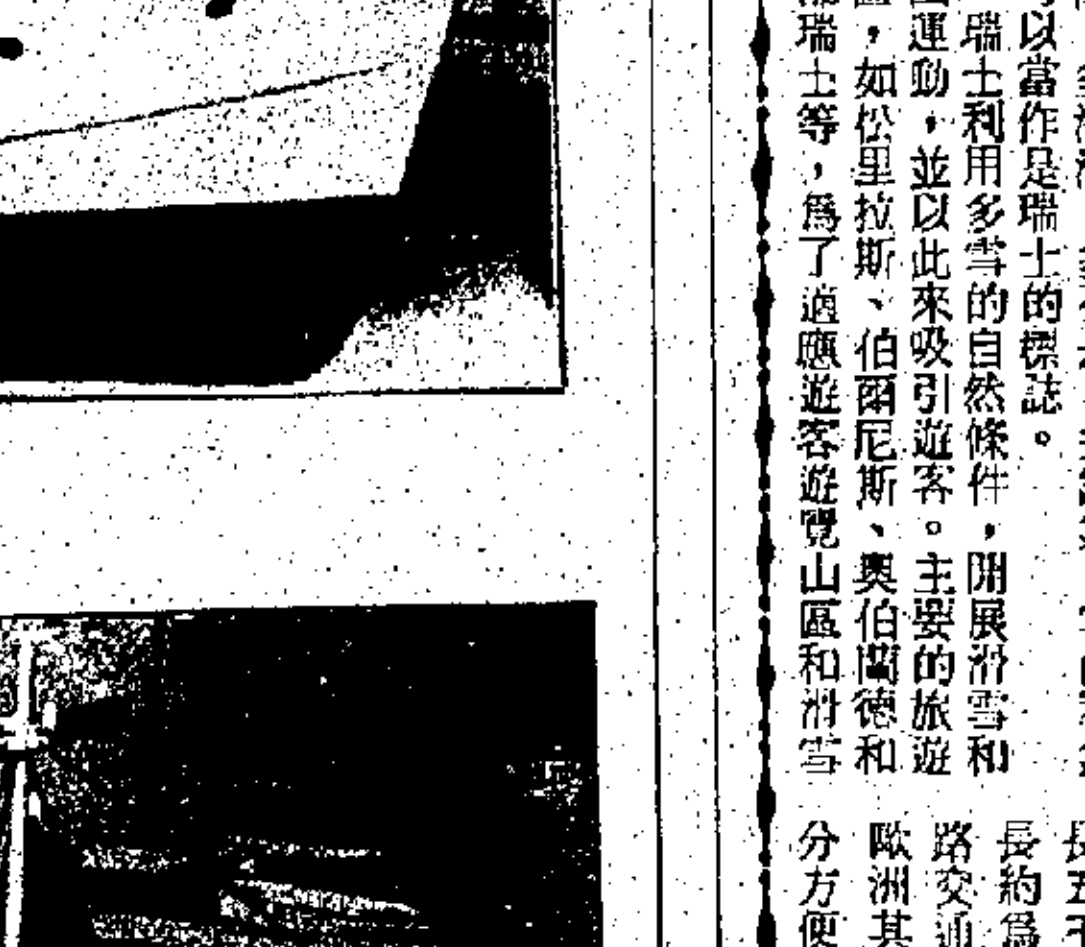 以當作是瑞士的標誌。
瑞士利用多雪的自然條件,開展滑雪和
運動,並以此來吸引遊客。主要的旅遊
,如松里拉斯、伯爾尼斯、奧伯蘭德和
瑞士等,爲了適應遊客遊覽山區和滑雪
長約爲
路交通
歐洲其
分方便